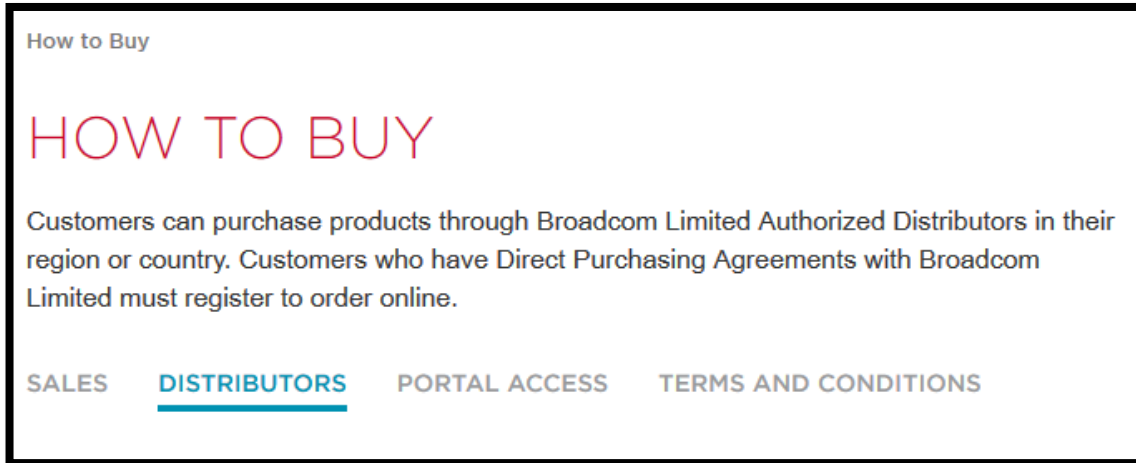 How to Buy
HOW TO BUY
Customers can purchase products through Broadcom Limited Authorized Distributors in their
region or country. Customers who have Direct Purchasing Agreements with Broadcom
Limited must register to order online.
SALES DISTRIBUTORS PORTAL ACCESS TERMS AND CONDITIONS